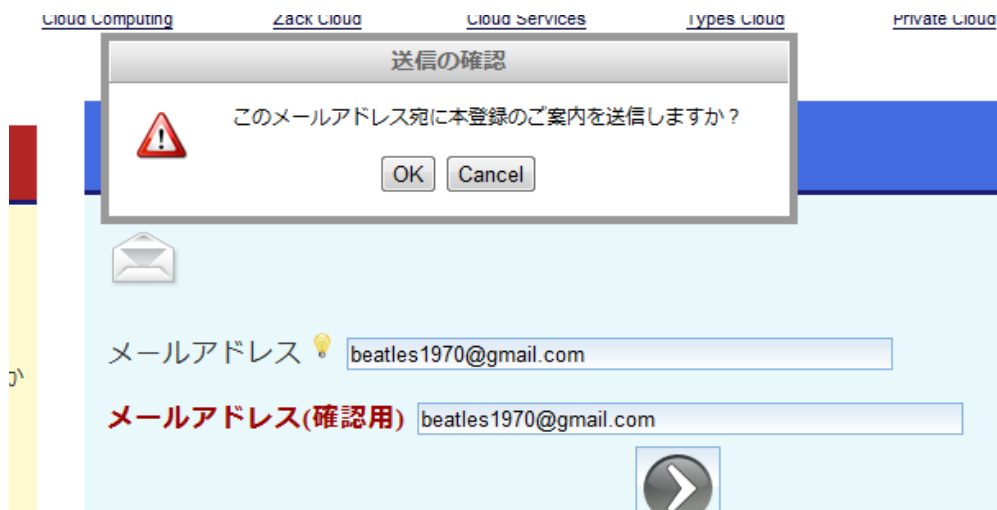 Cloud Computing Zack Cloud Cloud Services Types Cloud Private Cloud
送信の確認
このメールアドレス宛に本登録のご案内を送信しますか？
OK Cancel
メールアドレス beatles1970@gmail.com
か
メールアドレス(確認用) beatles1970@gmail.com